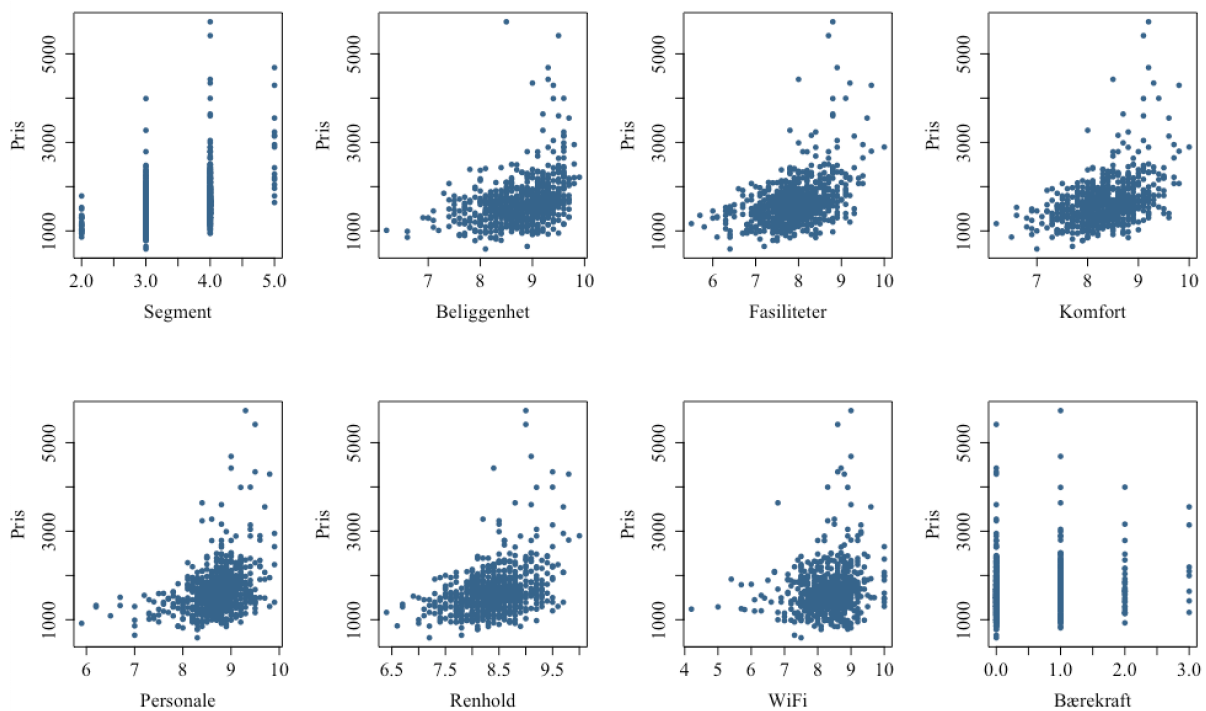 Pris
5000
3000
1000
2.0 3.0 4.0 5.0
Segment
Pris
5000
3000
1000
7 8 9 10
Beliggenhet
Pris
5000
3000
1000
6 7 8 9 10
Fasiliteter
Pris
5000
3000
1000
7 8 9 10
Komfort
Pris
5000
3000
1000
6 7 8 9 10
Personale
Pris
5000
3000
1000
6.5 7.5 8.5 9.5
Renhold
Pris
5000
3000
1000
4 5 6 7 8 9 10
WiFi
Pris
5000
3000
1000
0.0 1.0 2.0 3.0
Bærekraft